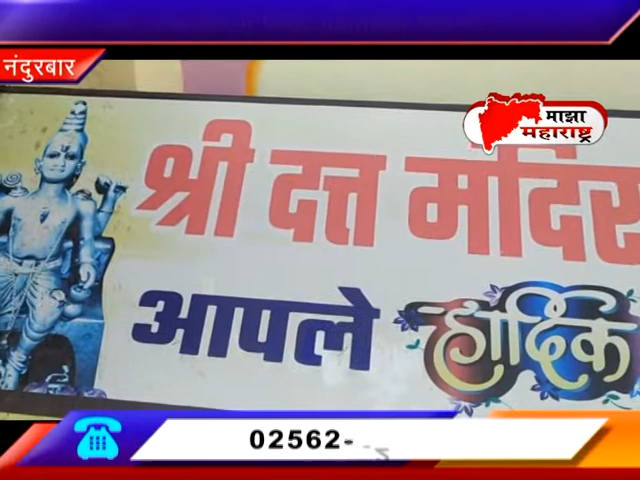 नंदुरबार
माझा
महाराष्ट्र
श्री दत्त मंदिर
आपले हार्दिक
02562-